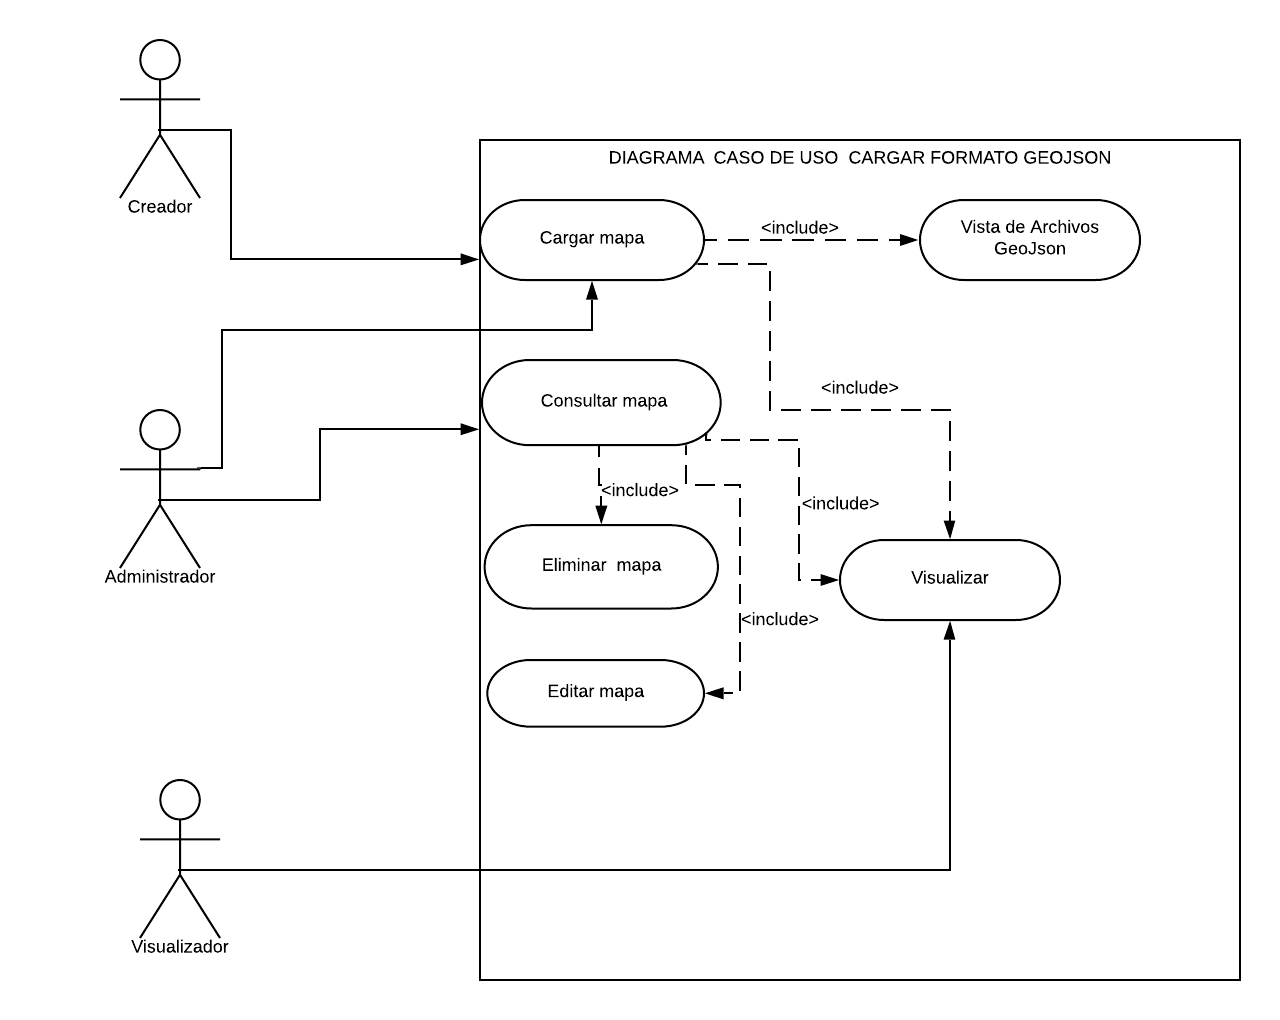 DIAGRAMA  CASO DE USO  CARGAR FORMATO GEOJSON
Creador
Cargar mapa
<include>
Vista de Archivos
GeoJson
<include>
Consultar mapa
<include>
<include>
Administrador
Eliminar  mapa
Visualizar
<include>
Editar mapa
Visualizador